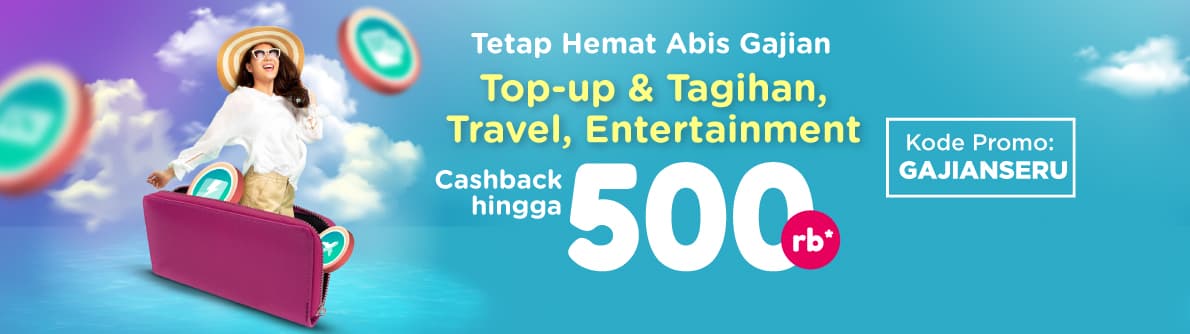 Tetap Hemat Abis Gajian
Top-up & Tagihan,
Travel, Entertainment
Cashback
hingga
500
rb*
Kode Promo:
GAJIANSERU